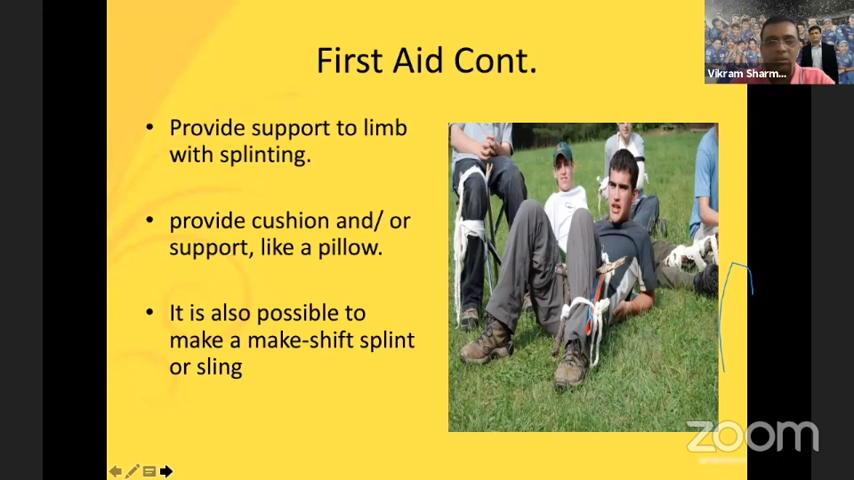 First Aid Cont.
• Provide support to limb
with splinting.
• provide cushion and/ or
support, like a pillow.
• It is also possible to
make a make-shift splint
or sling
Vikram Sharm...
zoom